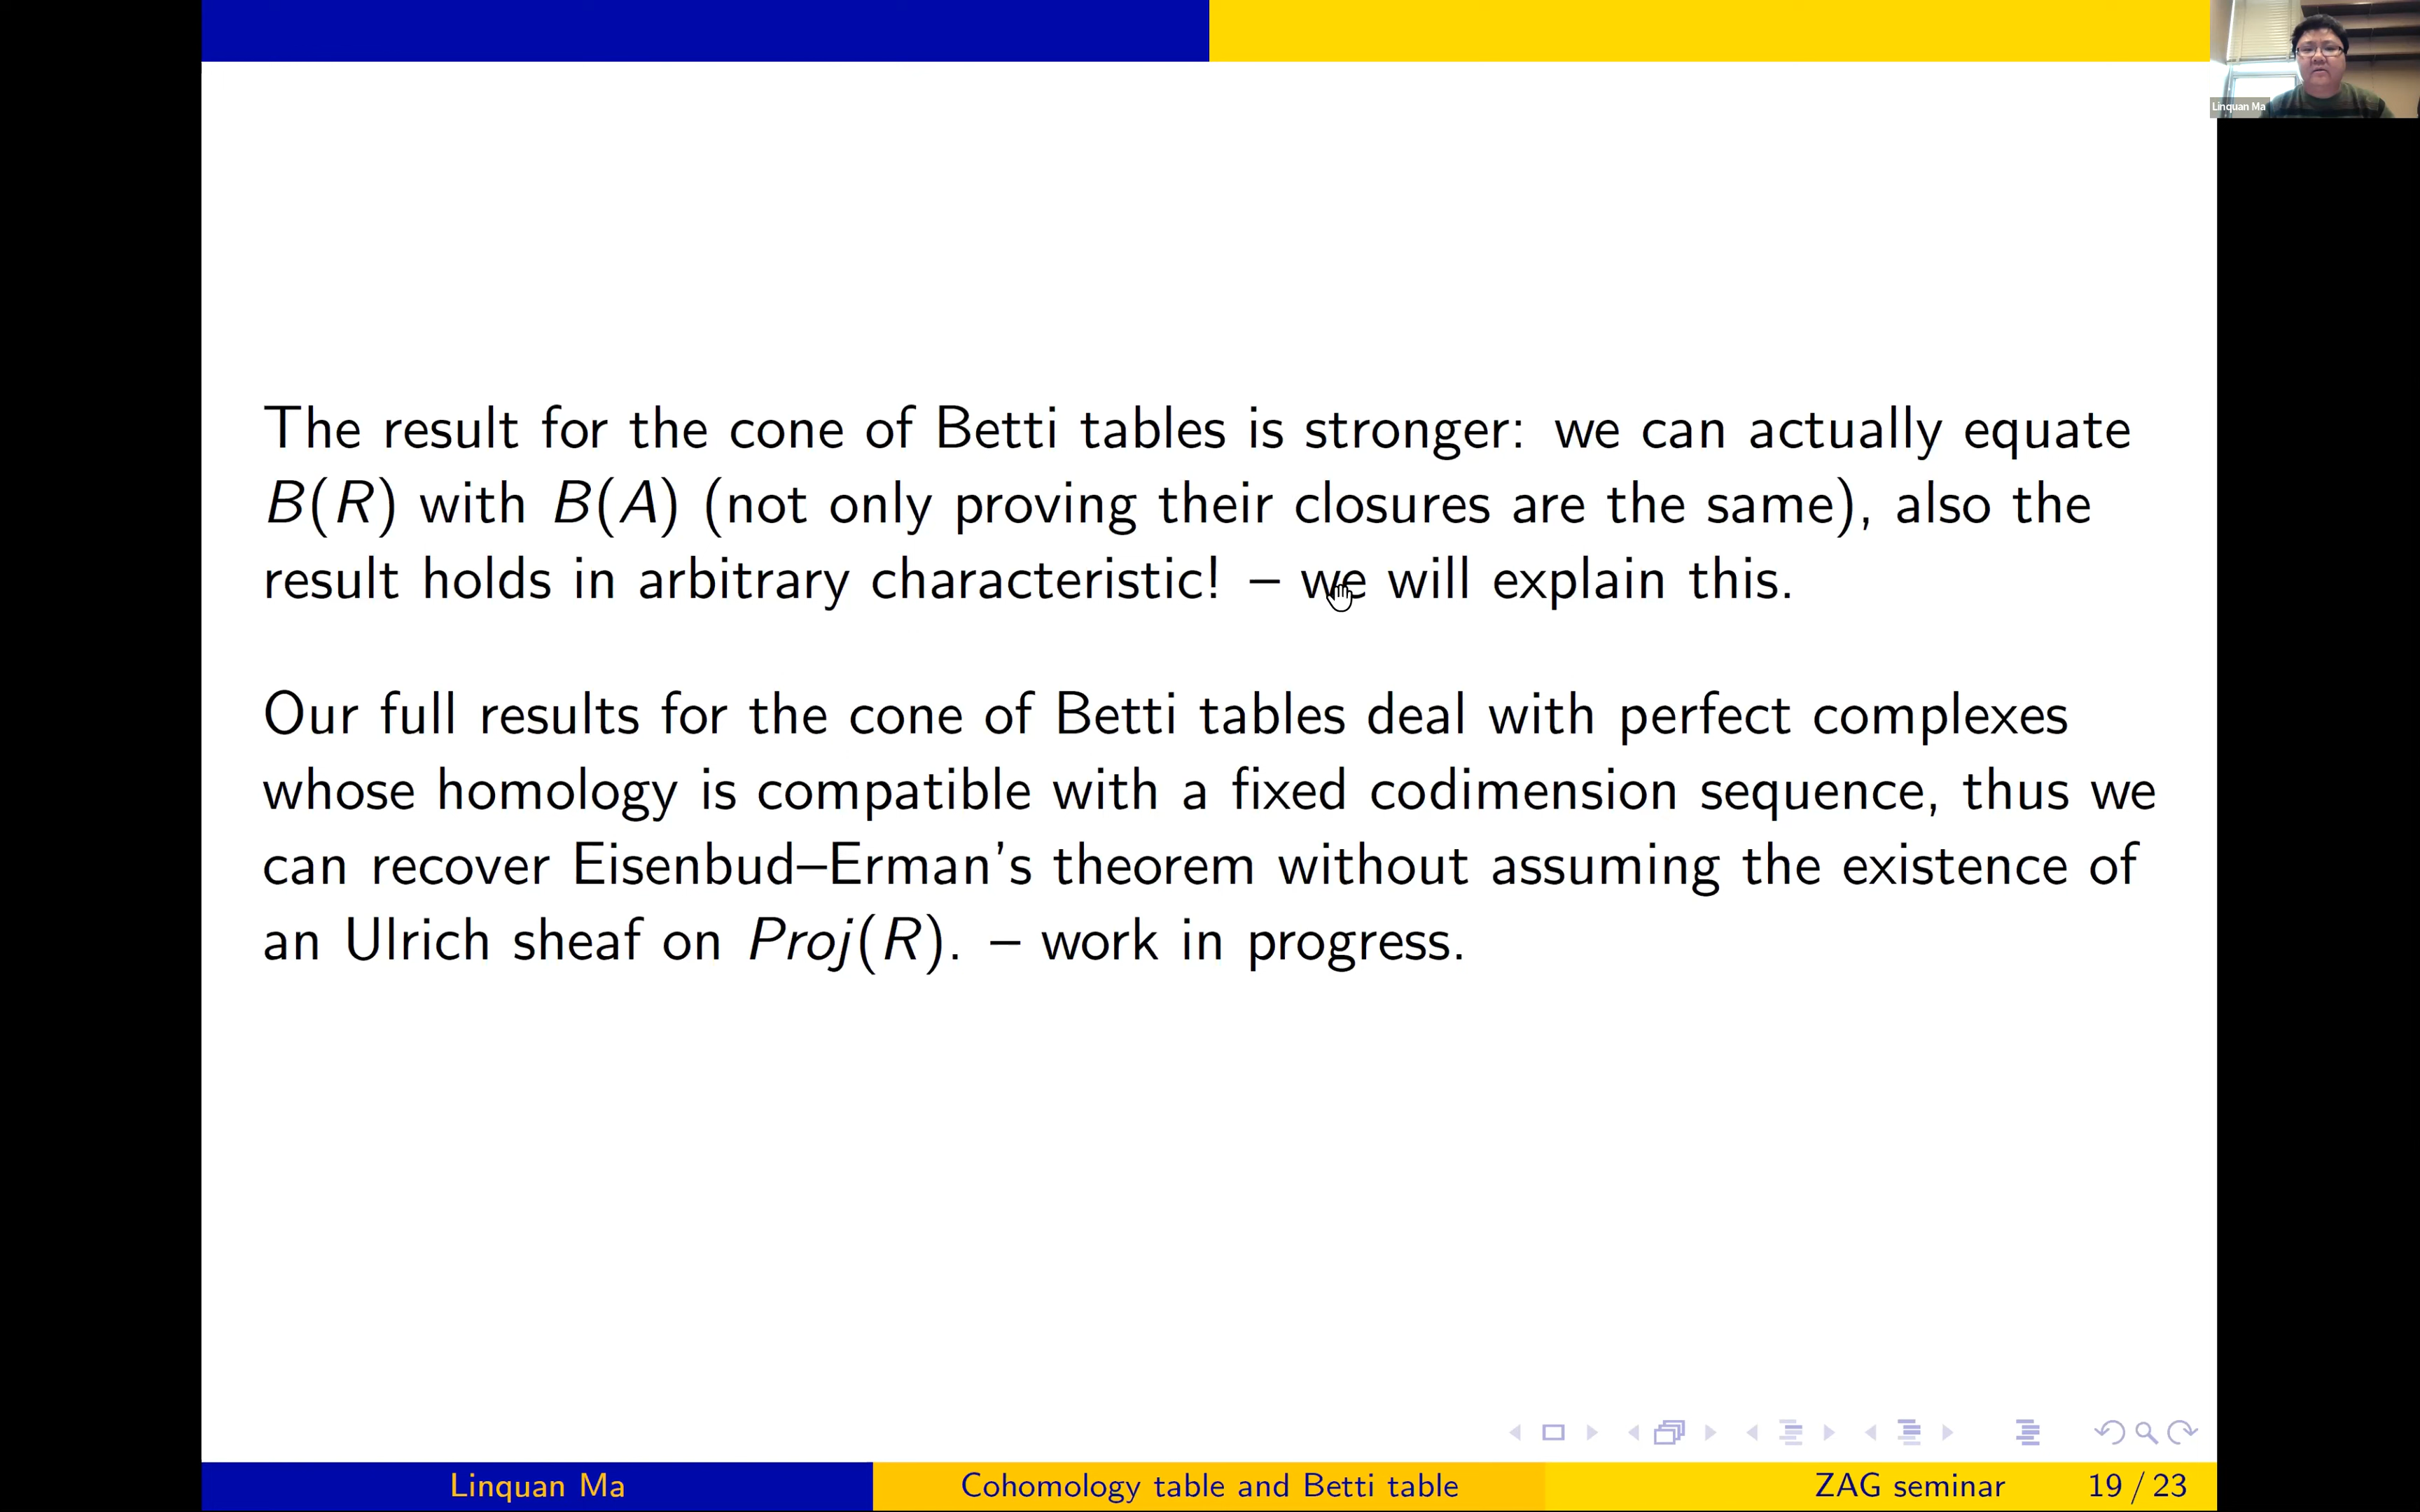 Linquan Ma
The result for the cone of Betti tables is stronger: we can actually equate
B(R) with B(A) (not only proving their closures are the same), also the
result holds in arbitrary characteristic! – we will explain this.
Our full results for the cone of Betti tables deal with perfect complexes
whose homology is compatible with a fixed codimension sequence, thus we
can recover Eisenbud–Erman's theorem without assuming the existence of
an Ulrich sheaf on Proj(R). – work in progress.
Linquan Ma Cohomology table and Betti table ZAG seminar 19 / 23